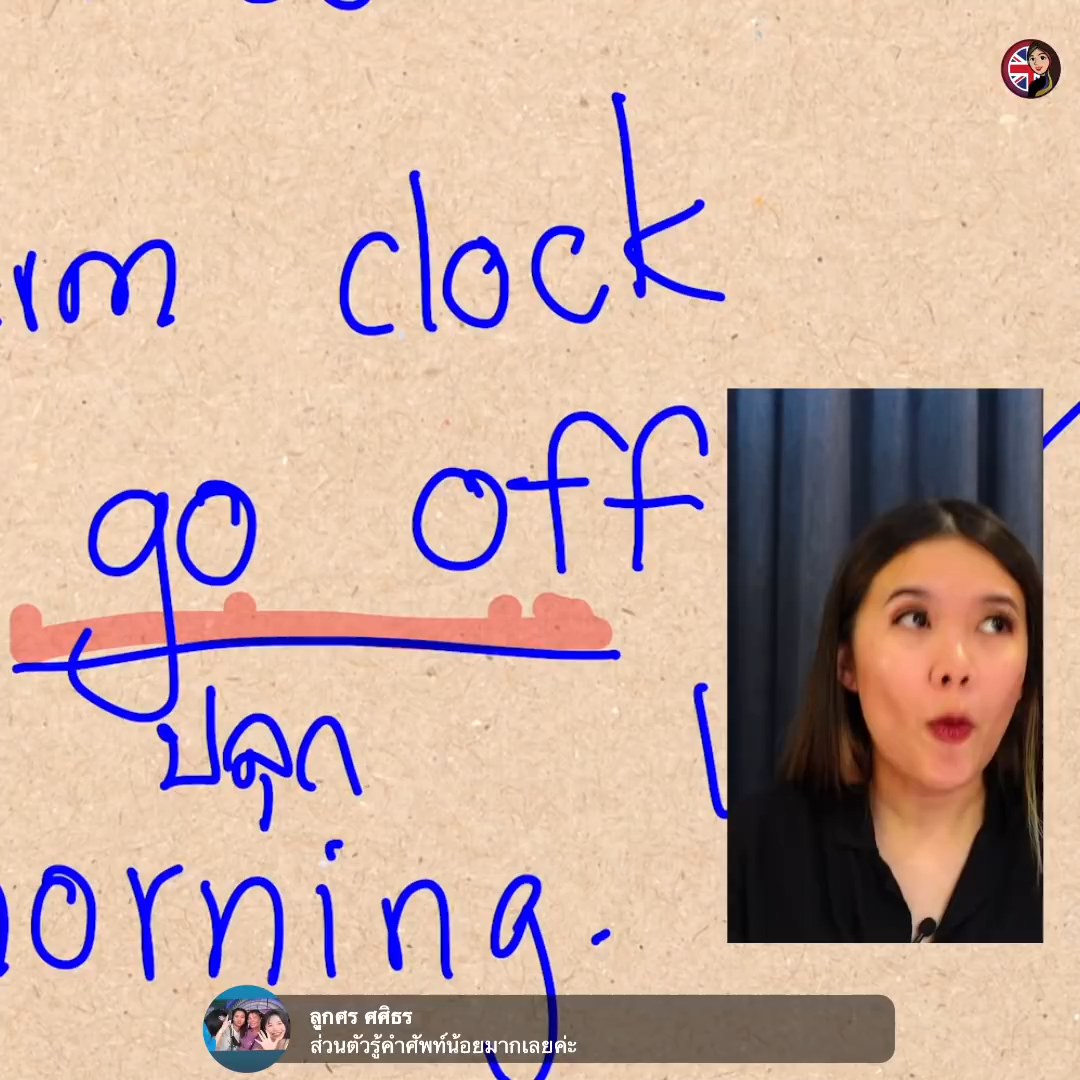 clock
go off
ปลุก
morning.
ลูกศร ศศิธร
ส่วนตัวรู้คำศัพท์น้อยมากเลยค่ะ